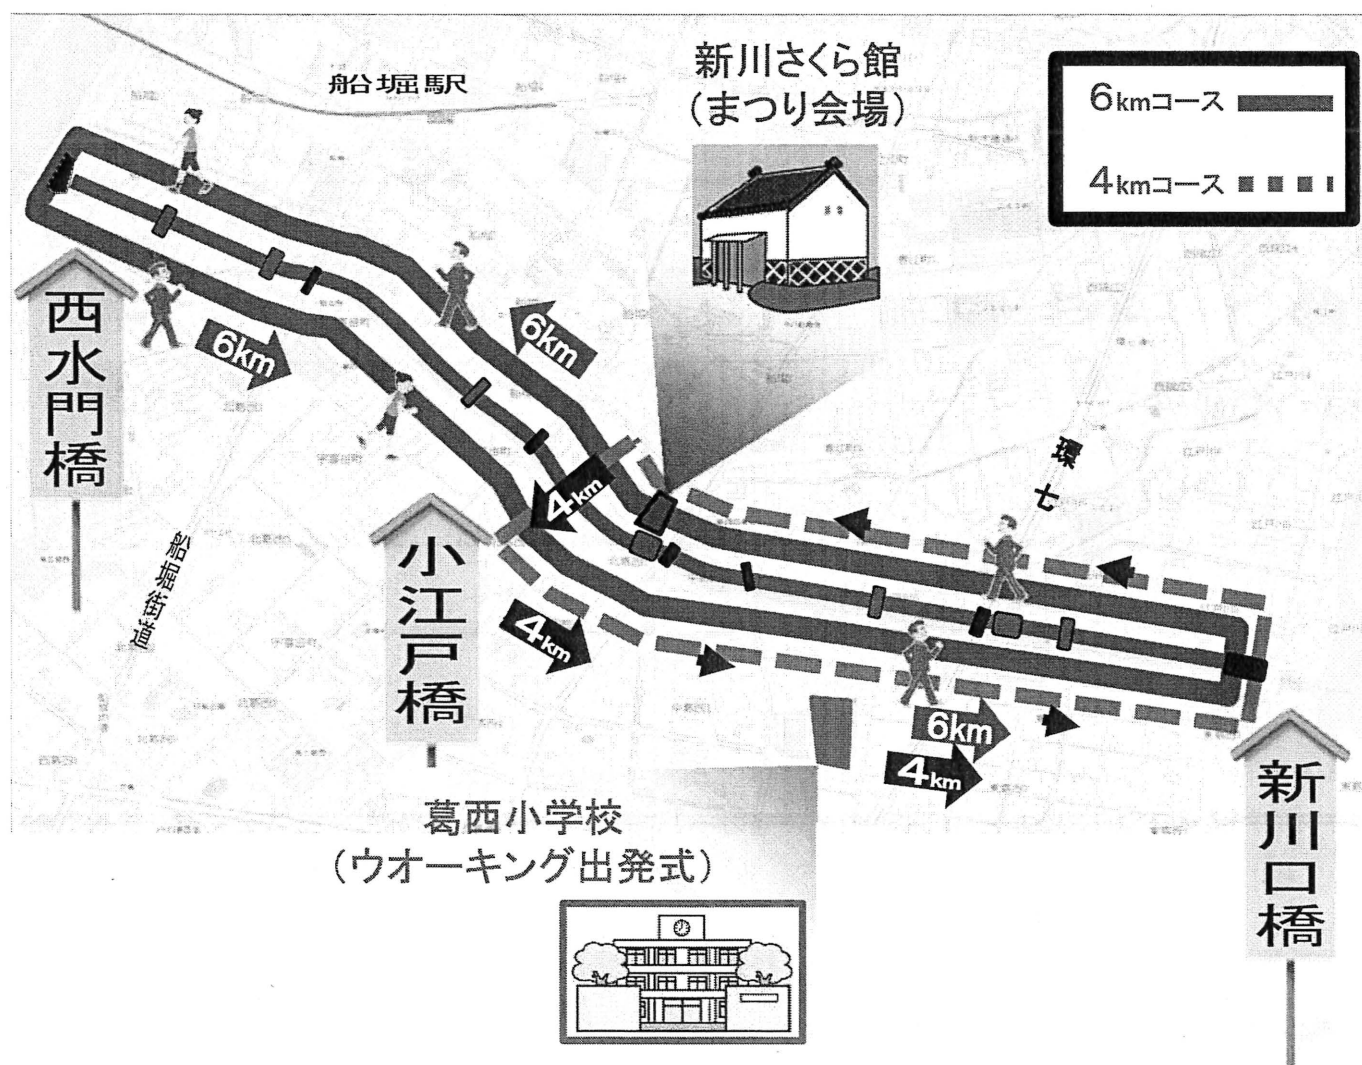 船堀駅
新川さくら館
（まつり会場）
6kmコース
4kmコース
西水門橋
6km
6km
4km
環七
船堀街道
小江戸橋
4km
6km
4km
新川口橋
葛西小学校
（ウオーキング出発式）